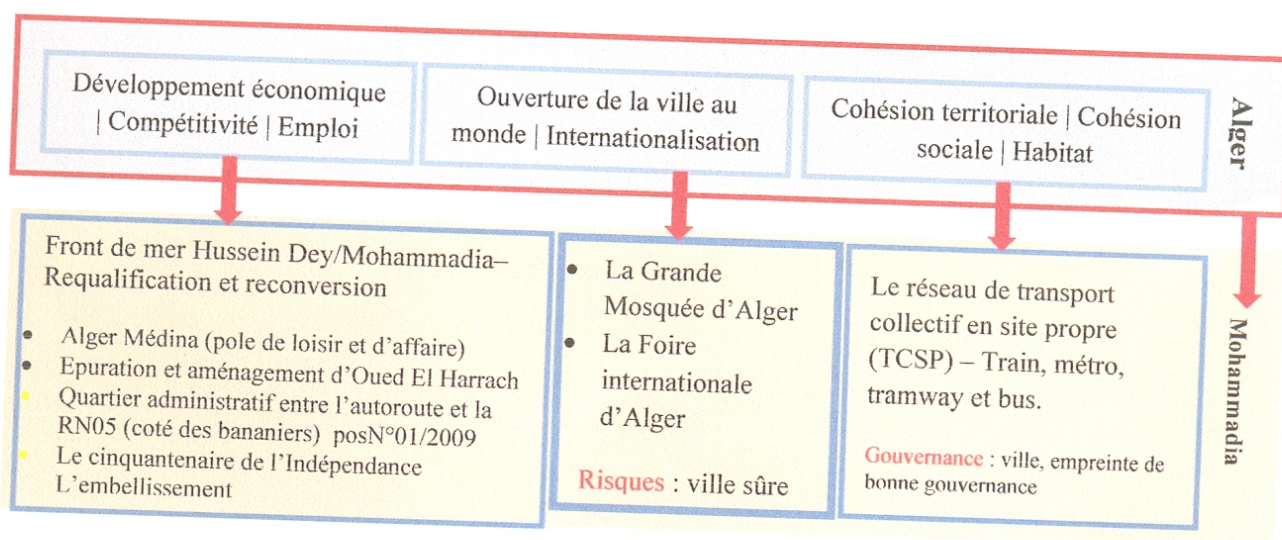 Développement économique
| Compétitivité | Emploi
Ouverture de la ville au
monde | Internationalisation
Cohésion territoriale | Cohésion
sociale | Habitat
Alger
Front de mer Hussein Dey/Mohammadia–
Requalification et reconversion
• Alger Médina (pole de loisir et d’affaire)
• Epuration et aménagement d’Oued El Harrach
• Quartier administratif entre l’autoroute et la
RN05 (coté des bananiers) posN°01/2009
• Le cinquantenaire de l’Indépendance
L’embellissement
• La Grande
Mosquée d’Alger
• La Foire
internationale
d’Alger
Risques : ville sûre
Le réseau de transport
collectif en site propre
(TCSP) – Train, métro,
tramway et bus.
Gouvernance : ville, empreinte de
bonne gouvernance
Mohammadia